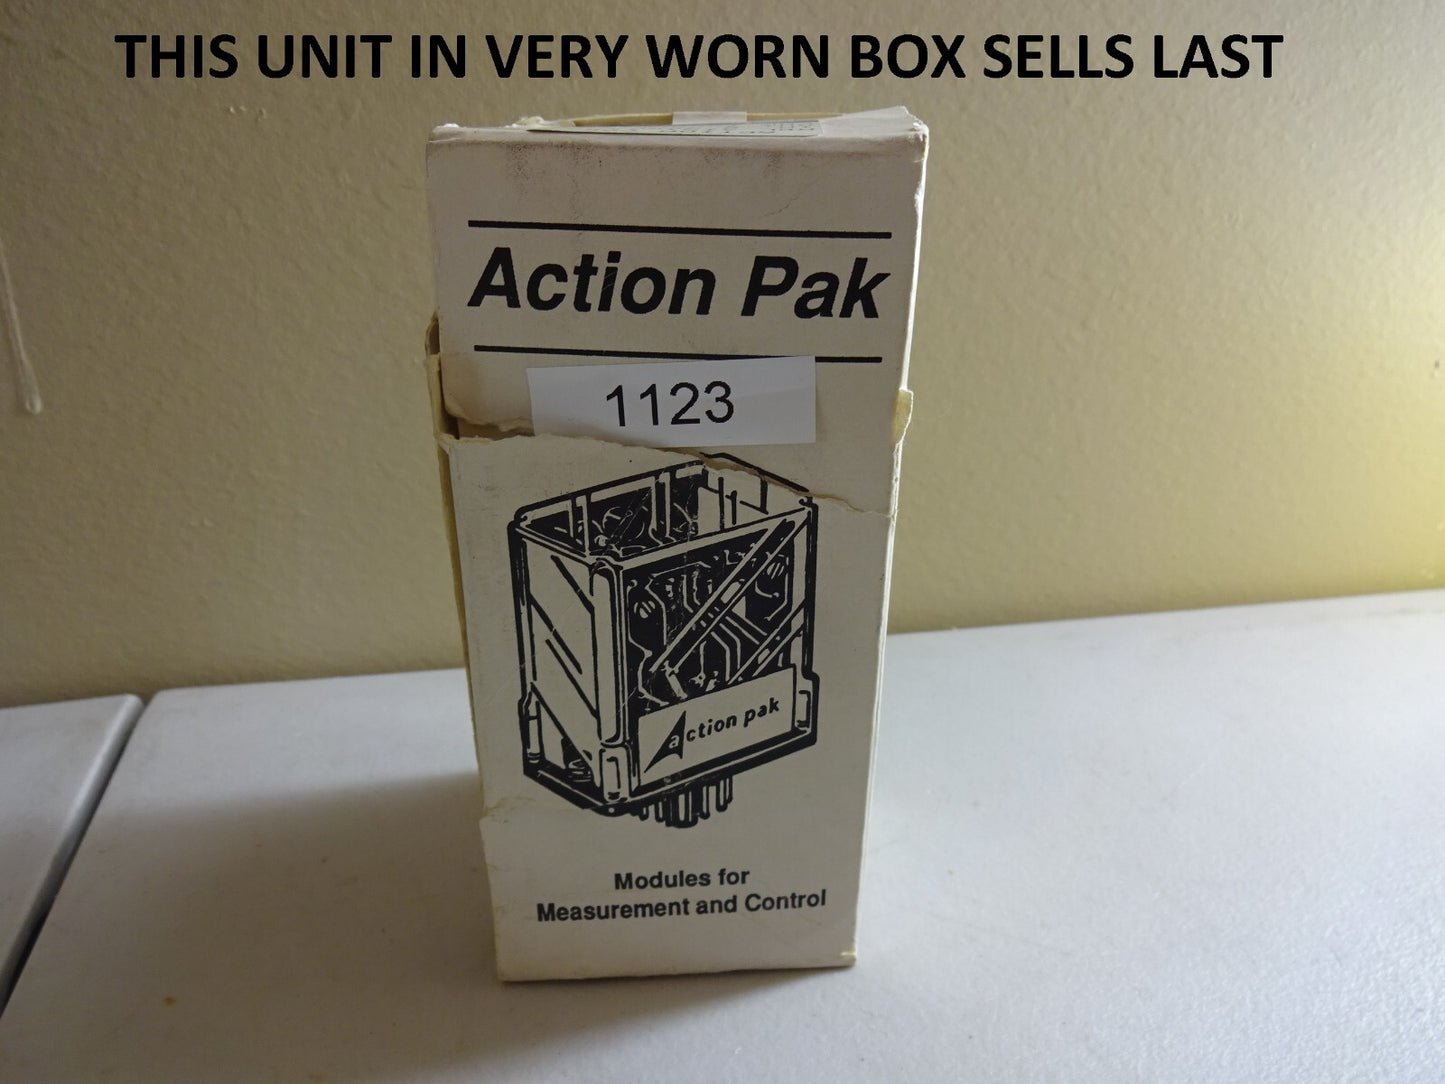 THIS UNIT IN VERY WORN BOX SELLS LAST
Action Pak
1123
action pak
Modules for
Measurement and Control